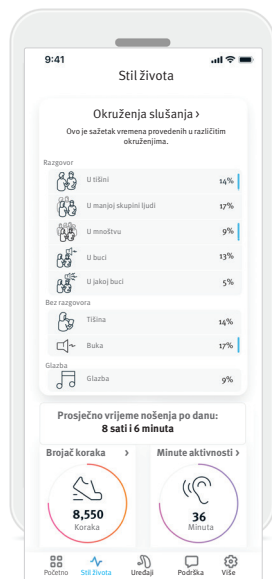 9:41
Stil života
Okruženja slušanja ›
Ovo je sažetak vremena provedenih u različitim
okruženjima.
Razgovor
U tišini 14%
U manjoj skupini ljudi 17%
U mnoštvu 9%
U buci 13%
U jakoj buci 5%
Bez razgovora
Tišina 14%
Buka 17%
Glazba
Glazba 9%
Prosječno vrijeme nošenja po danu:
8 sati i 6 minuta
Brojač koraka › Minute aktivnosti ›
8,550 36
Koraka Minuta
Početno Stil života Uređaji Podrška Više